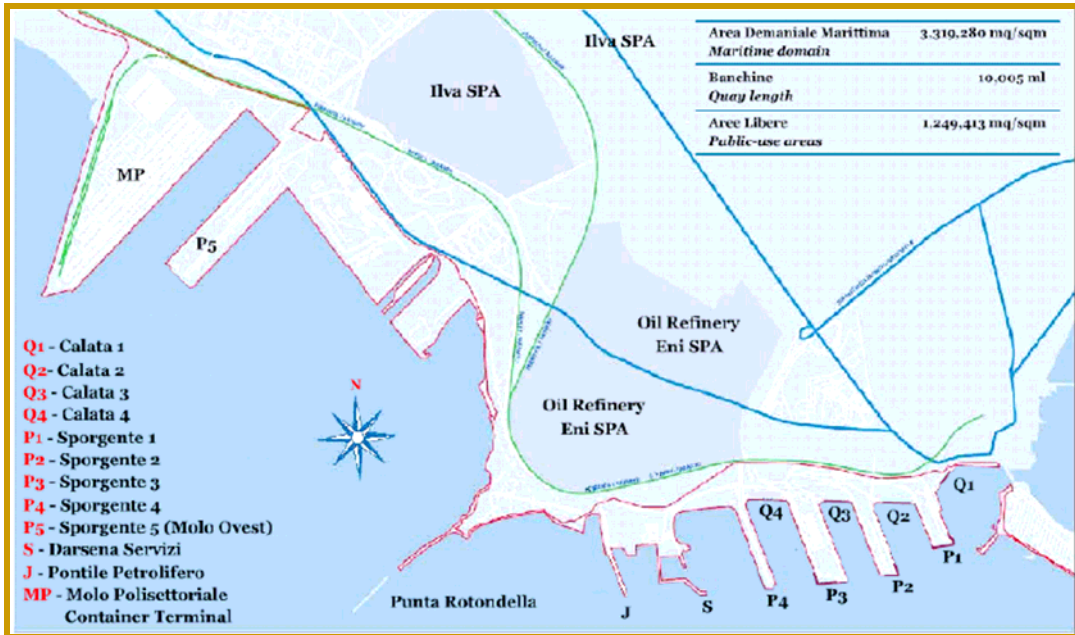 Area Demaniale Marittima 3.319,280 mq/sqm
Maritime domain
Banchine 10,005 ml
Quay length
Aree Libere 1,249,413 mq/sqm
Public-use areas
Ilva SPA
Ilva SPA
MP
P5
Oil Refinery
Eni SPA
Oil Refinery
Eni SPA
N
Q1 - Calata 1
Q2- Calata 2
Q3 - Calata 3
Q4 - Calata 4
P1 - Sporgente 1
P2 - Sporgente 2
P3 - Sporgente 3
P4 - Sporgente 4
P5 - Sporgente 5 (Molo Ovest)
S - Darsena Servizi
J - Pontile Petrolifero
MP - Molo Polisettoriale
Container Terminal
Q1
Q4
Q3
Q2
P1
P2
P3
P4
S
J
Punta Rotondella